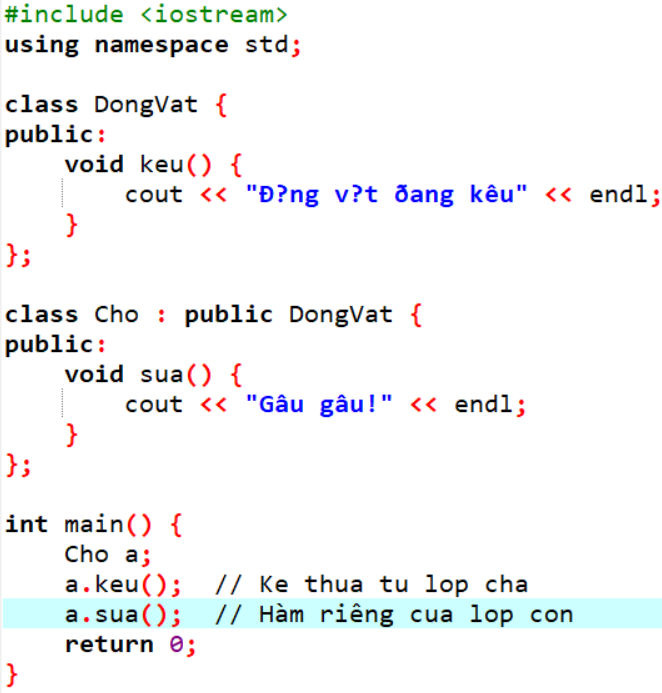 #include <iostream>
using namespace std;

class DongVat {
public:
    void keu() {
        cout << "Ð?ng v?t ðang kêu" << endl;
    }
};

class Cho : public DongVat {
public:
    void sua() {
        cout << "Gâu gâu!" << endl;
    }
};

int main() {
    Cho a;
    a.keu();  // Ke thua tu lop cha
    a.sua();  // Hàm riêng cua lop con
    return 0;
}